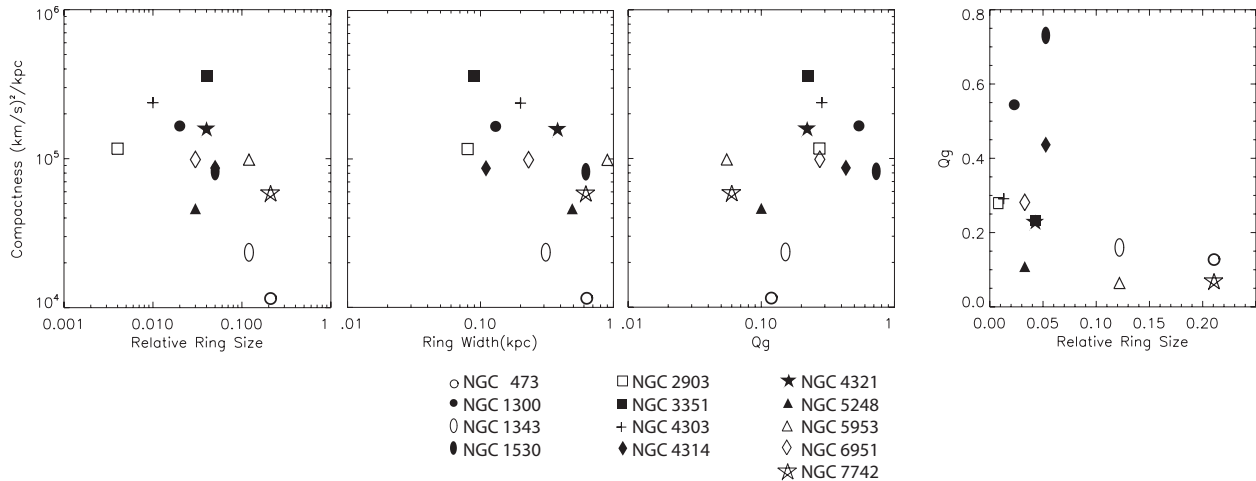 10⁶
10⁵
10⁴
Compactness (km/s)²/kpc
0.001 0.010 0.100 1
Relative Ring Size
.01 0.10 1
Ring Width(kpc)
.01 0.10 1
Qg
0.8
0.6
0.4
0.2
0.0
Qg
0.00 0.05 0.10 0.15 0.20
Relative Ring Size
NGC 473
NGC 1300
NGC 1343
NGC 1530
NGC 2903
NGC 3351
NGC 4303
NGC 4314
NGC 4321
NGC 5248
NGC 5953
NGC 6951
NGC 7742